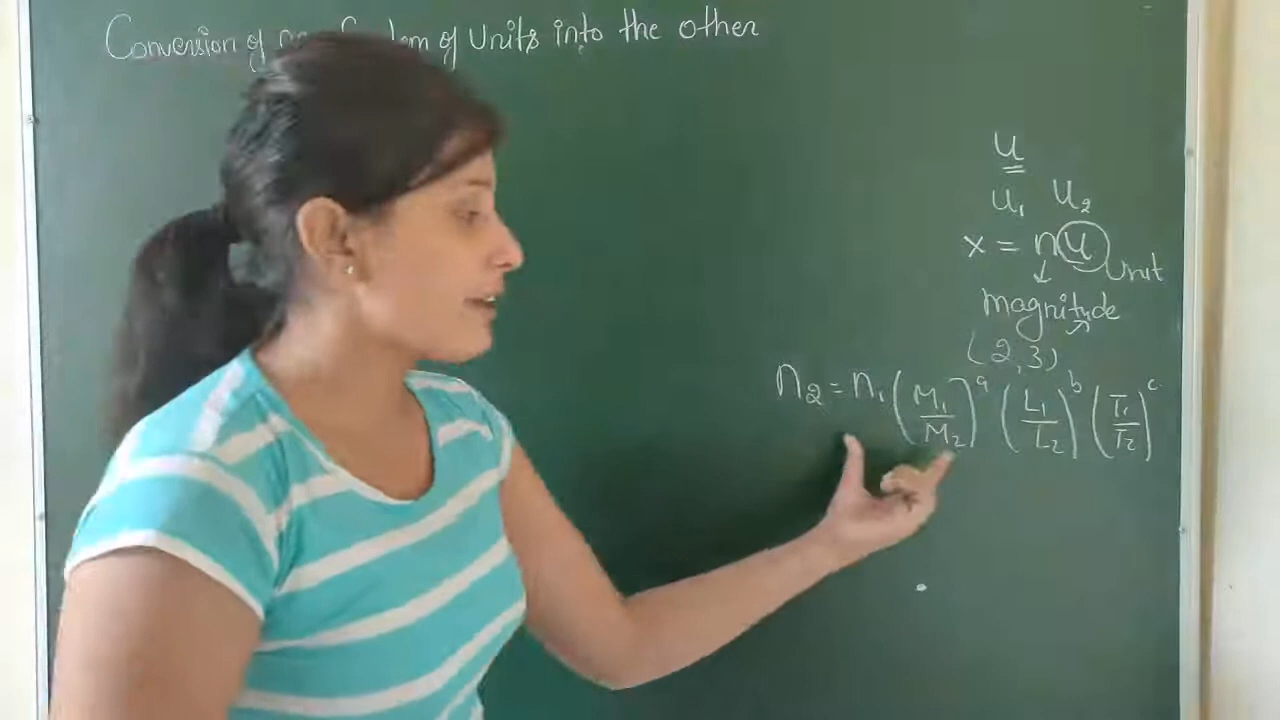 Conversion of of Units into the other
u
u₁ u₂
x = nu Unit
magnitude
(2,3)
n₂ = n₁ (M₁/M₂)ᵃ (L₁/L₂)ᵇ (T₁/T₂)ᶜ